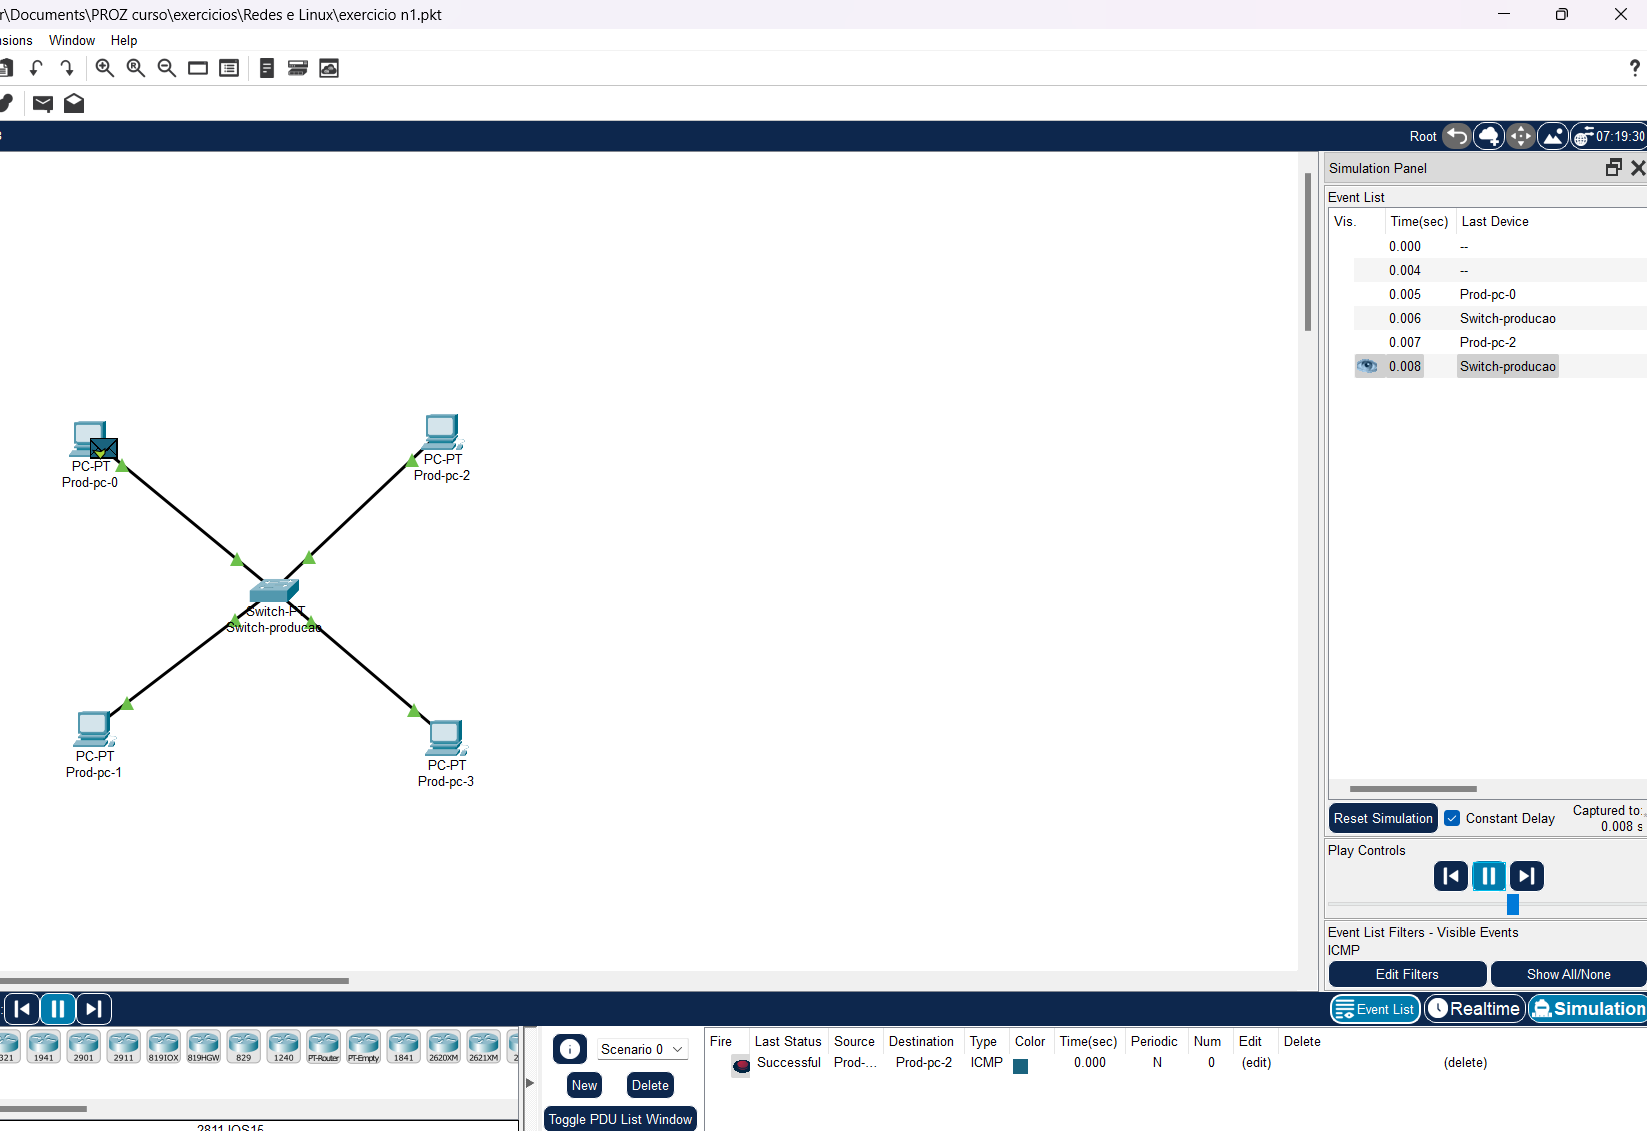 r\Documents\PROZ curso\exercicios\Redes e Linux\exercicio n1.pkt
nsions Window Help
?
Root 07:19:30
Simulation Panel
Event List
Vis. Time(sec) Last Device
0.000 --
0.004 --
0.005 Prod-pc-0
0.006 Switch-producao
0.007 Prod-pc-2
0.008 Switch-producao
PC-PT
Prod-pc-0
PC-PT
Prod-pc-2
Switch-PT
Switch-producao
PC-PT
Prod-pc-1
PC-PT
Prod-pc-3
Reset Simulation Constant Delay Captured to:
0.008 s
Play Controls
Event List Filters - Visible Events
ICMP
Edit Filters Show All/None
Event List Realtime Simulation
321 1941 2901 2911 819IOX 819HGW 829 1240 PT-Router PT-Empty 1841 2620XM 2621XM 2
2811 IOS15
Scenario 0
New Delete
Toggle PDU List Window
Fire Last Status Source Destination Type Color Time(sec) Periodic Num Edit Delete
Successful Prod-... Prod-pc-2 ICMP 0.000 N 0 (edit) (delete)